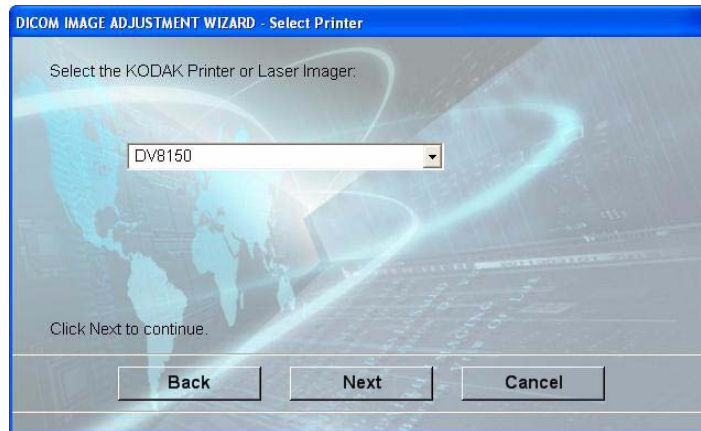 DICOM IMAGE ADJUSTMENT WIZARD - Select Printer
Select the KODAK Printer or Laser Imager:
DV8150
Click Next to continue.
Back Next Cancel